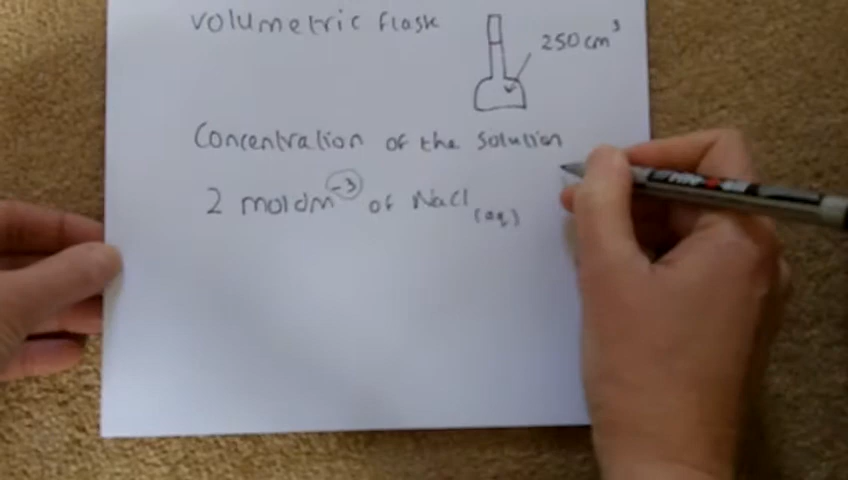 volumetric flask
250 cm³
Concentration of the solution
2 moldm⁻³ of NaCl (aq)